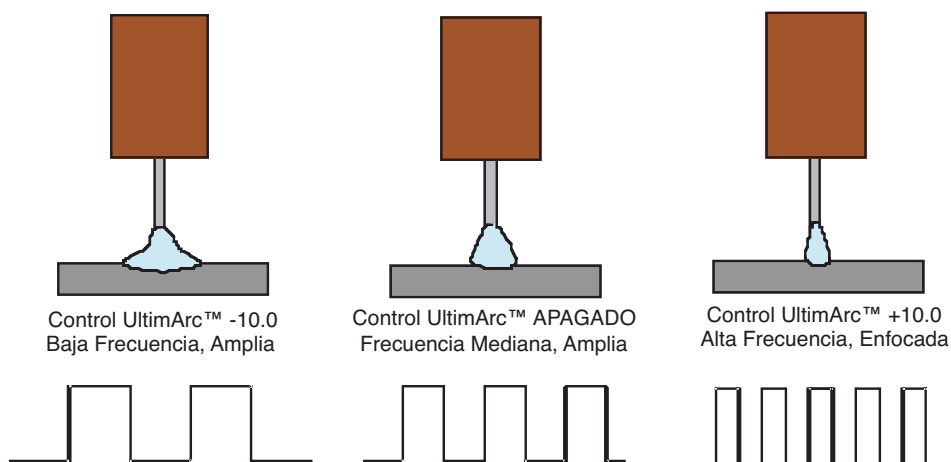 Control UltimArc™ -10.0
Baja Frecuencia, Amplia
Control UltimArc™ APAGADO
Frecuencia Mediana, Amplia
Control UltimArc™ +10.0
Alta Frecuencia, Enfocada